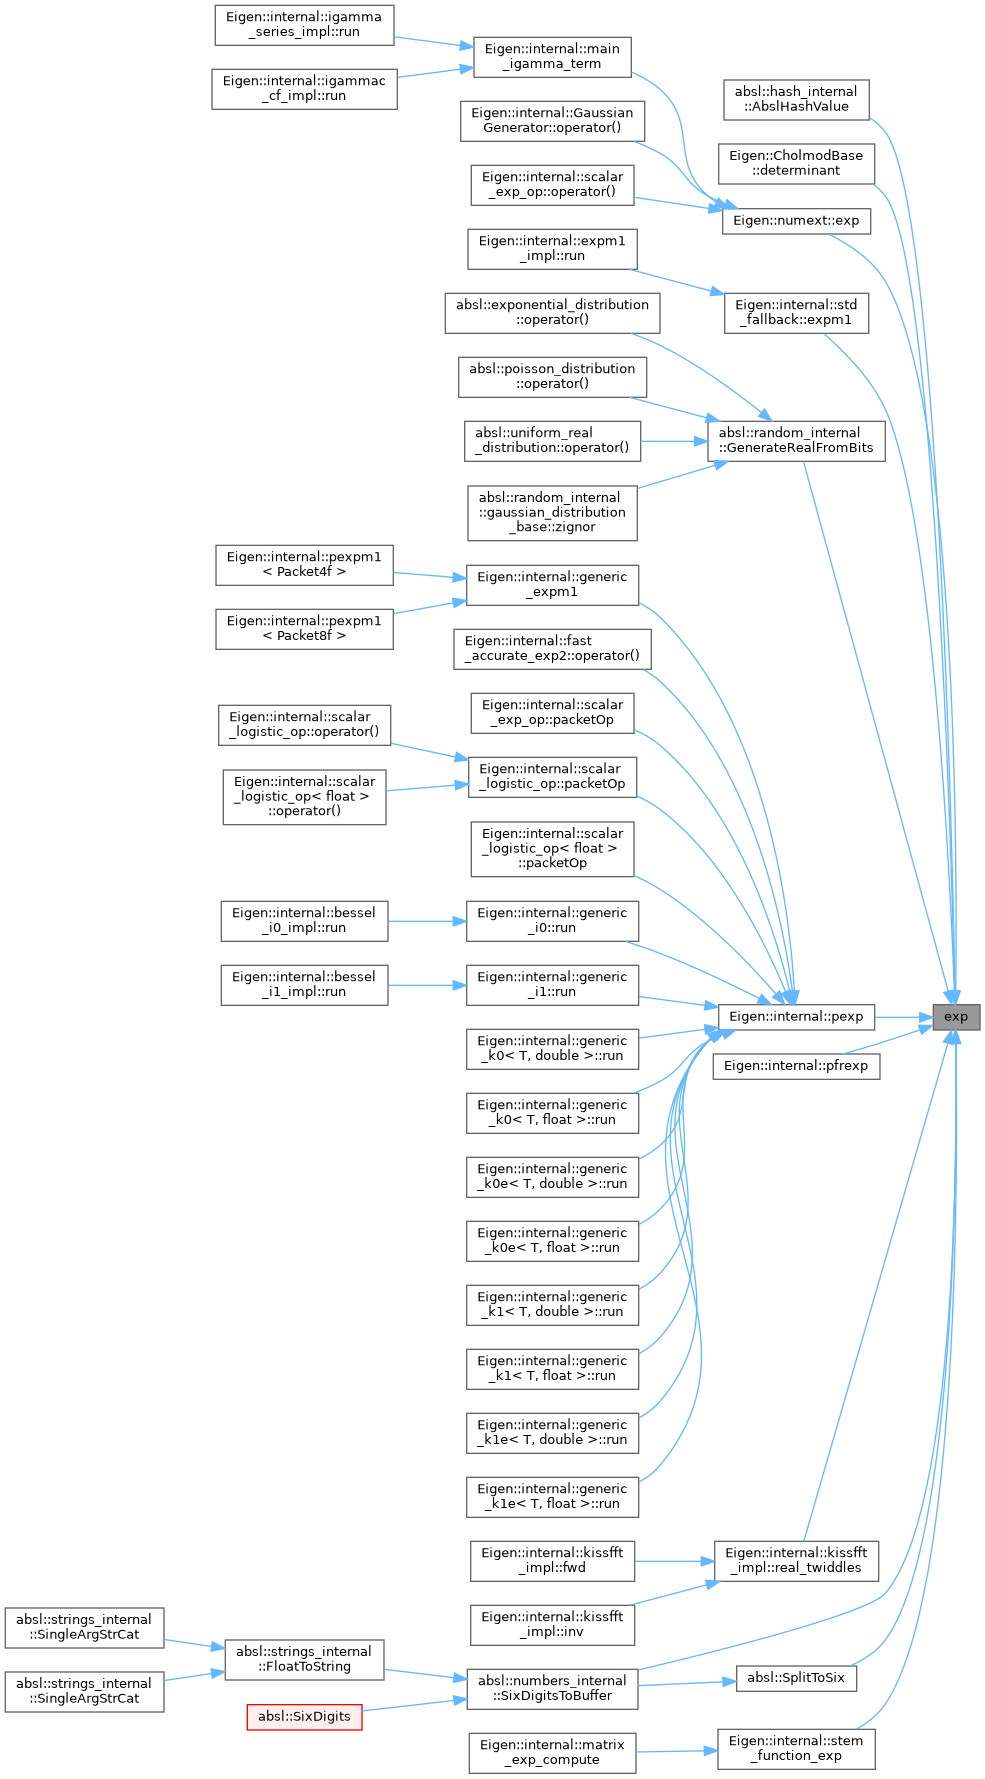 Eigen::internal::igamma
_series_impl::run
Eigen::internal::igammac
_cf_impl::run
Eigen::internal::main
_igamma_term
Eigen::internal::Gaussian
Generator::operator()
Eigen::internal::scalar
_exp_op::operator()
Eigen::internal::expm1
_impl::run
absl::exponential_distribution
::operator()
absl::poisson_distribution
::operator()
absl::uniform_real
_distribution::operator()
absl::random_internal
::gaussian_distribution
_base::zignor
absl::hash_internal
::AbslHashValue
Eigen::CholmodBase
::determinant
Eigen::numext::exp
Eigen::internal::std
_fallback::expm1
absl::random_internal
::GenerateRealFromBits
Eigen::internal::pexpm1
< Packet4f >
Eigen::internal::pexpm1
< Packet8f >
Eigen::internal::generic
_expm1
Eigen::internal::fast
_accurate_exp2::operator()
Eigen::internal::scalar
_exp_op::packetOp
Eigen::internal::scalar
_logistic_op::operator()
Eigen::internal::scalar
_logistic_op< float >
::operator()
Eigen::internal::scalar
_logistic_op::packetOp
Eigen::internal::scalar
_logistic_op< float >
::packetOp
Eigen::internal::bessel
_i0_impl::run
Eigen::internal::generic
_i0::run
Eigen::internal::bessel
_i1_impl::run
Eigen::internal::generic
_i1::run
Eigen::internal::pexp
exp
Eigen::internal::generic
_k0< T, double >::run
Eigen::internal::pfrexp
Eigen::internal::generic
_k0< T, float >::run
Eigen::internal::generic
_k0e< T, double >::run
Eigen::internal::generic
_k0e< T, float >::run
Eigen::internal::generic
_k1< T, double >::run
Eigen::internal::generic
_k1< T, float >::run
Eigen::internal::generic
_k1e< T, double >::run
Eigen::internal::generic
_k1e< T, float >::run
Eigen::internal::kissfft
_impl::fwd
Eigen::internal::kissfft
_impl::real_twiddles
Eigen::internal::kissfft
_impl::inv
absl::strings_internal
::SingleArgStrCat
absl::strings_internal
::SingleArgStrCat
absl::strings_internal
::FloatToString
absl::SixDigits
absl::numbers_internal
::SixDigitsToBuffer
absl::SplitToSix
Eigen::internal::matrix
_exp_compute
Eigen::internal::stem
_function_exp